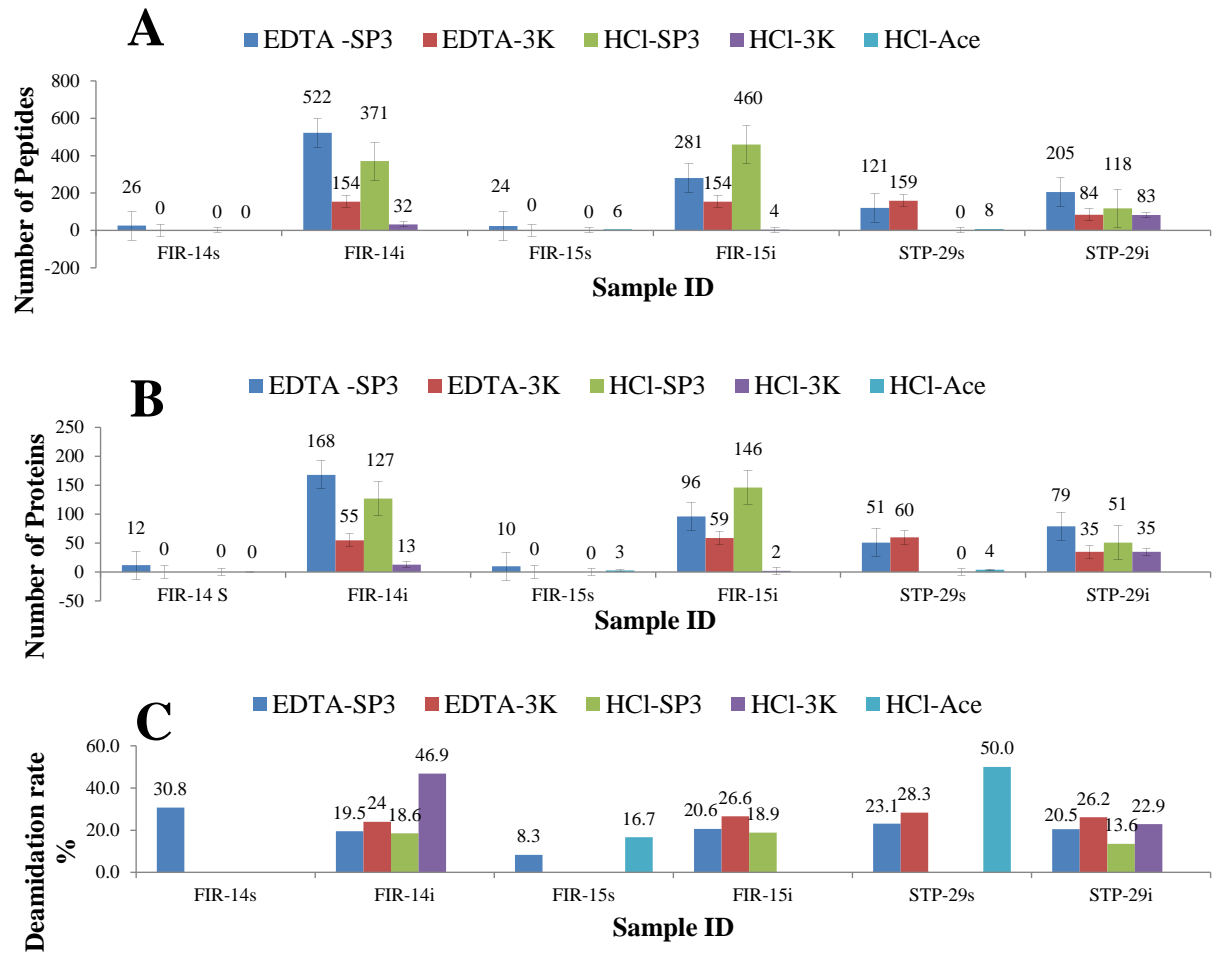 A
EDTA -SP3 EDTA-3K HCl-SP3 HCl-3K HCl-Ace
Number of Peptides
800
600
400
200
0
-200
26 0 0 0
522 154 371 32
24 0 0 6
281 154 460 4
121 159 0 8
205 84 118 83
FIR-14s FIR-14i FIR-15s FIR-15i STP-29s STP-29i
Sample ID
B
EDTA -SP3 EDTA-3K HCl-SP3 HCl-3K HCl-Ace
Number of Proteins
250
200
150
100
50
0
-50
12 0 0 0
168 55 127 13
10 0 0 3
96 59 146 2
51 60 0 4
79 35 51 35
FIR-14 S FIR-14i FIR-15s FIR-15i STP-29s STP-29i
Sample ID
C
EDTA-SP3 EDTA-3K HCl-SP3 HCl-3K HCl-Ace
Deamidation rate
%
60.0
40.0
20.0
0.0
30.8
19.5 24 18.6 46.9
8.3 16.7
20.6 26.6 18.9
23.1 28.3 50.0
20.5 26.2 13.6 22.9
FIR-14s FIR-14i FIR-15s FIR-15i STP-29s STP-29i
Sample ID